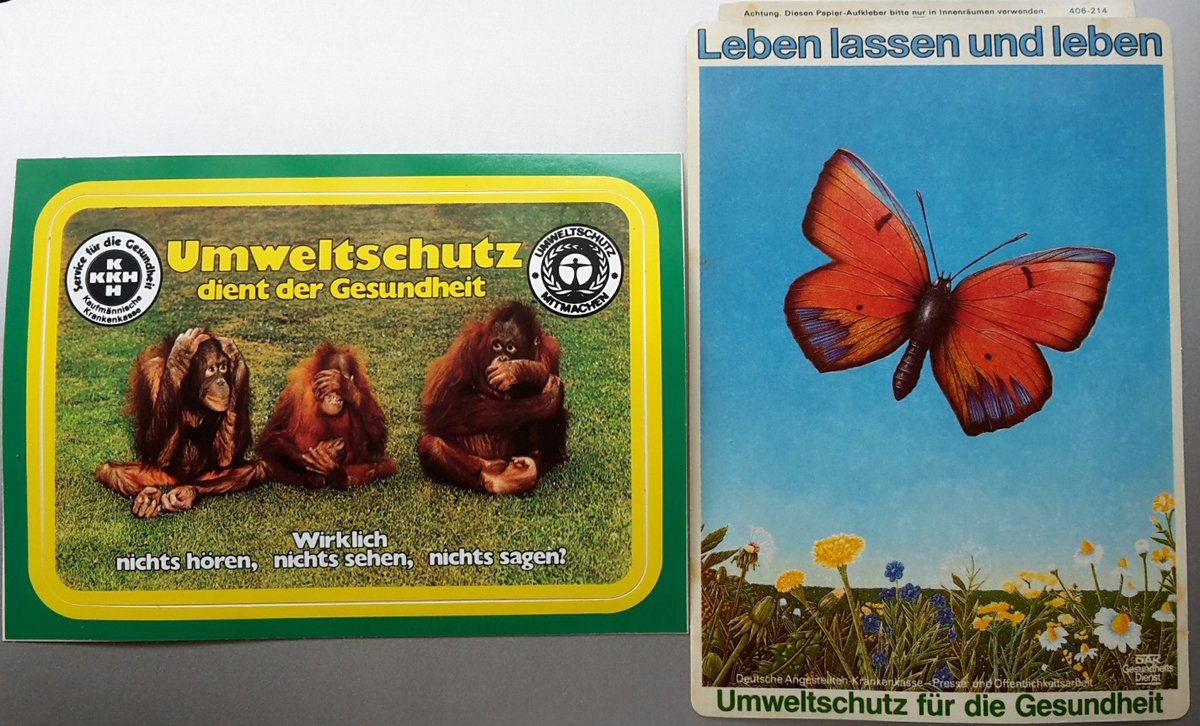 Service für die Gesundheit
K
KKH
H
Kaufmännische
Krankenkasse
Umweltschutz
dient der Gesundheit
UMWELTSCHUTZ
MITMACHEN
Wirklich
nichts hören, nichts sehen, nichts sagen?
Achtung. Diesen Papier-Aufkleber bitte nur in Innenräumen verwenden. 406-214
Leben lassen und leben
DAK
Gesundheits
Dienst
Deutsche Angestellten-Krankenkasse – Presse- und Öffentlichkeitsarbeit
Umweltschutz für die Gesundheit